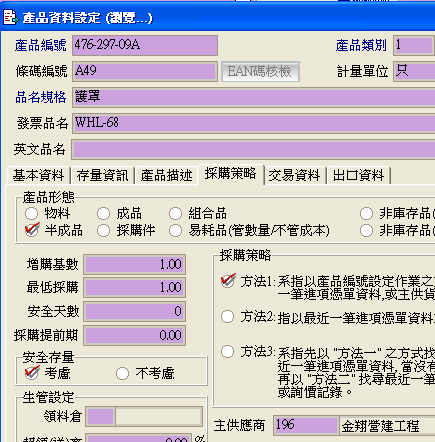 產品資料設定 (瀏覽...)
產品編號 476-297-09A 產品類別 1
條碼編號 A49 EAN碼核檢 計量單位 只
品名規格 護罩
發票品名 WHL-68
英文品名
基本資料 存量資訊 產品描述 採購策略 交易資料 出口資料
產品形態
物料 成品 組合品 非庫存品(
半成品 採購件 易耗品(管數量/不管成本) 非庫存品(
採購策略
增購基數 1.00
最低採購 1.00
安全天數 0
採購提前期 0.00
方法1: 系指以產品編號設定作業之
一筆進項憑單資料,或主供貨
方法2: 指以最近一筆進項憑單資料
方法3: 系指先以 "方法一" 之方式找
近一筆進項憑單資料, 當沒有
再以 "方法二" 找尋最近一筆
或詢價記錄。
安全存量
考慮 不考慮
生管設定
領料倉
主供應商 196 金翔營建工程
0.00 %